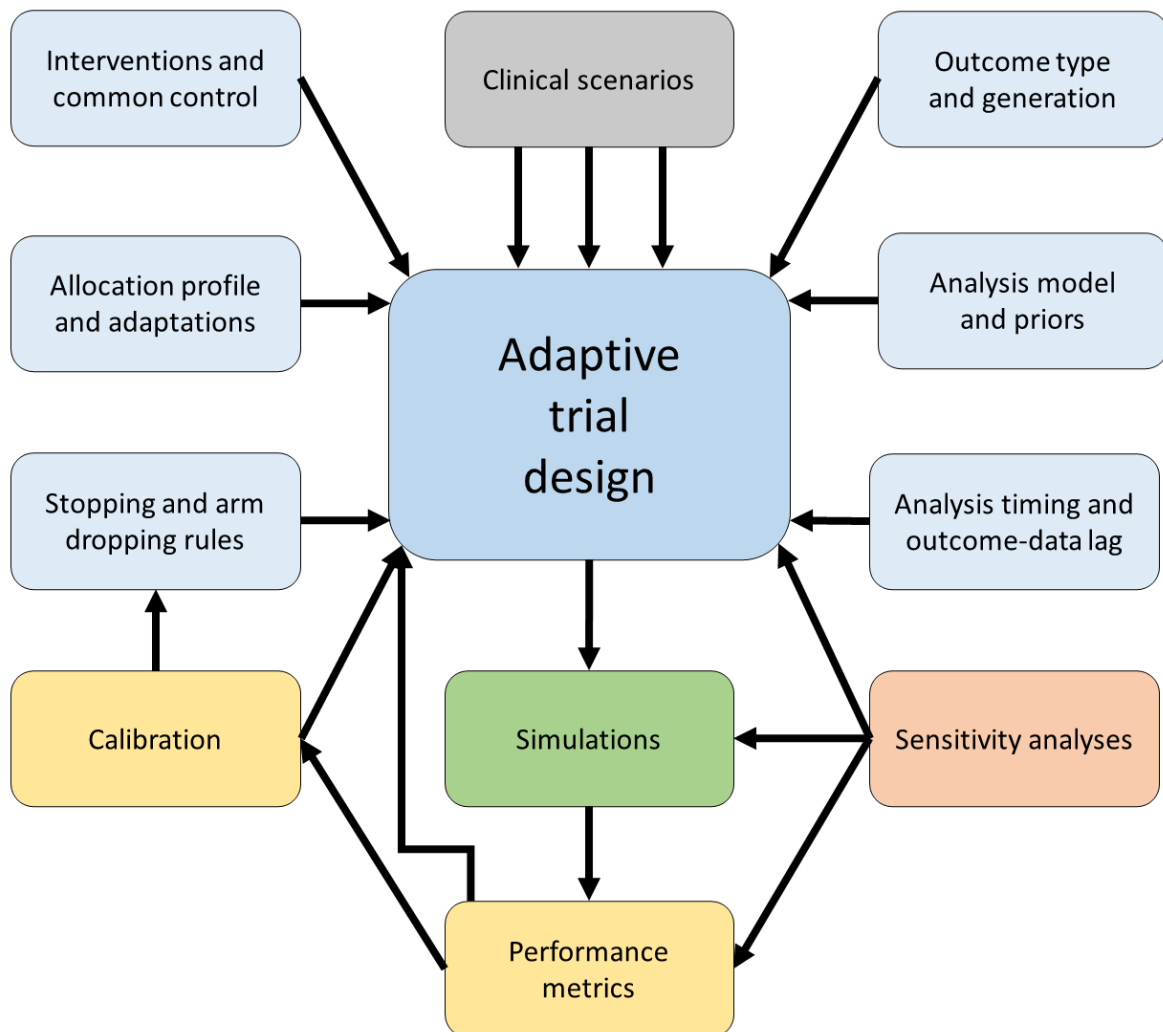 Interventions and
common control
Clinical scenarios
Outcome type
and generation
Allocation profile
and adaptations
Adaptive
trial
design
Analysis model
and priors
Stopping and arm
dropping rules
Analysis timing and
outcome-data lag
Calibration
Simulations
Sensitivity analyses
Performance
metrics